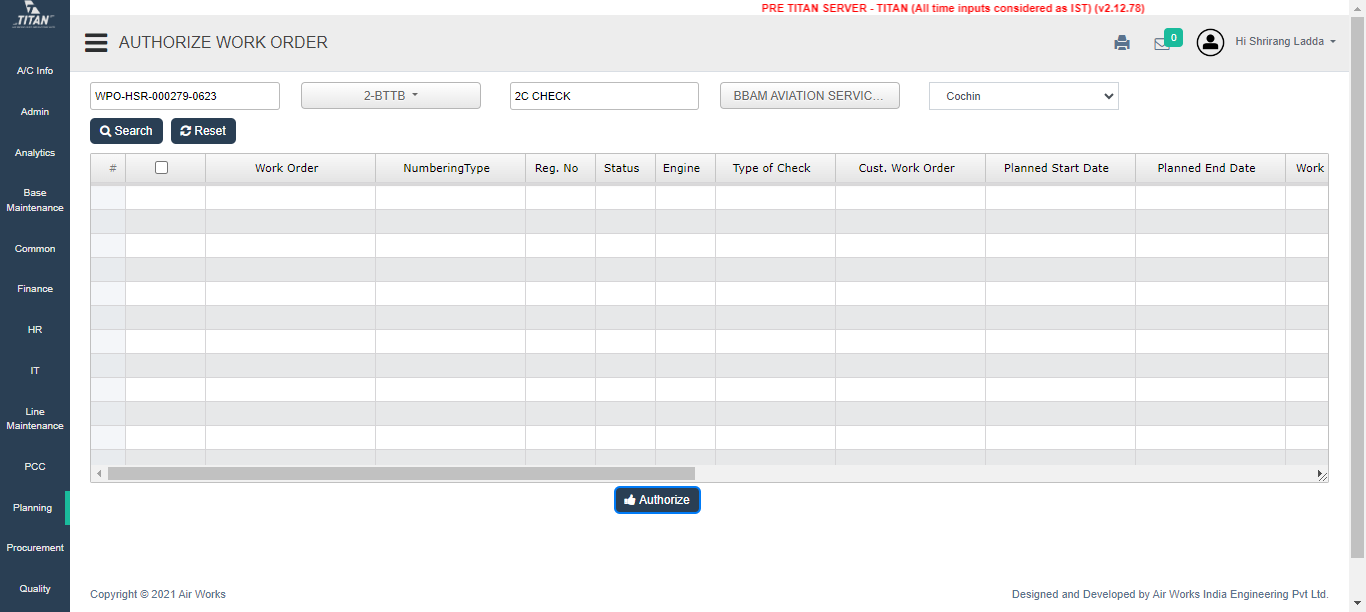 PRE TITAN SERVER - TITAN (All time inputs considered as IST) (v2.12.78)
TITAN
AUTHORIZE WORK ORDER
0
Hi Shrirang Ladda
A/C Info
Admin
Analytics
Base
Maintenance
Common
Finance
HR
IT
Line
Maintenance
PCC
Planning
Procurement
Quality
WPO-HSR-000279-0623
2-BTTB
2C CHECK
BBAM AVIATION SERVIC...
Cochin
Search
Reset
# Work Order NumberingType Reg. No Status Engine Type of Check Cust. Work Order Planned Start Date Planned End Date Work
Authorize
Copyright © 2021 Air Works
Designed and Developed by Air Works India Engineering Pvt Ltd.